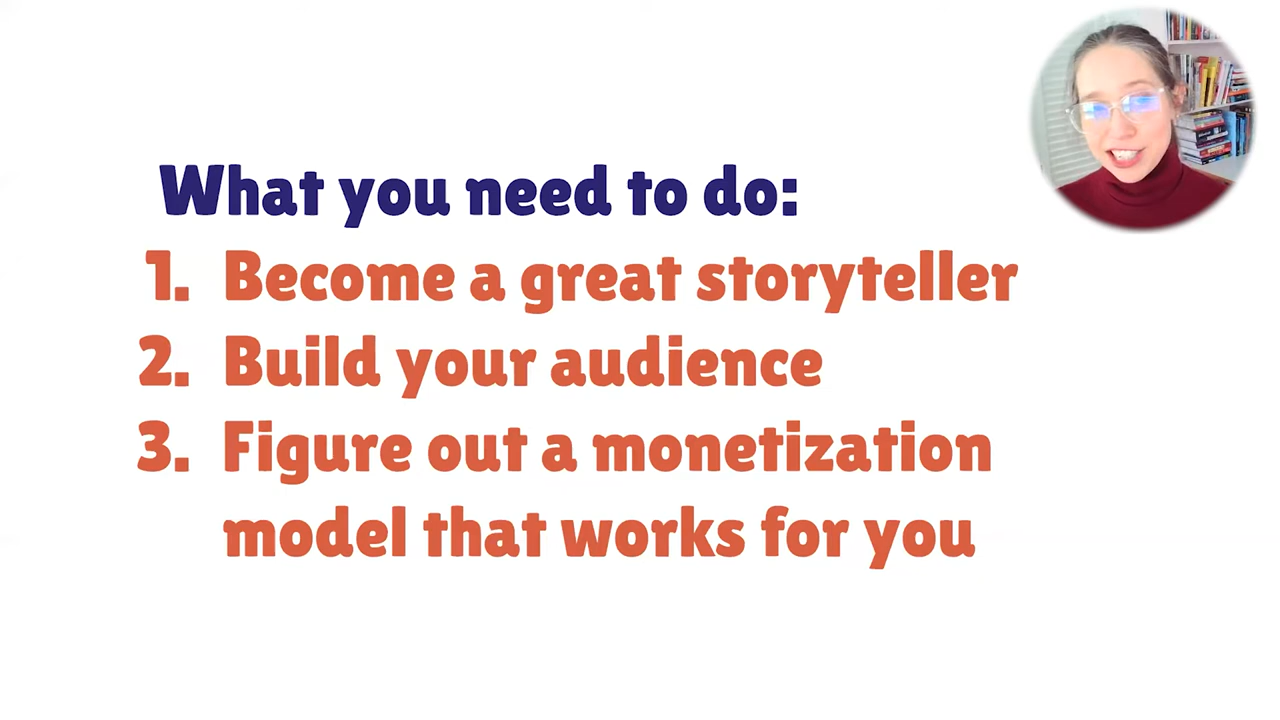 What you need to do:
1. Become a great storyteller
2. Build your audience
3. Figure out a monetization
model that works for you